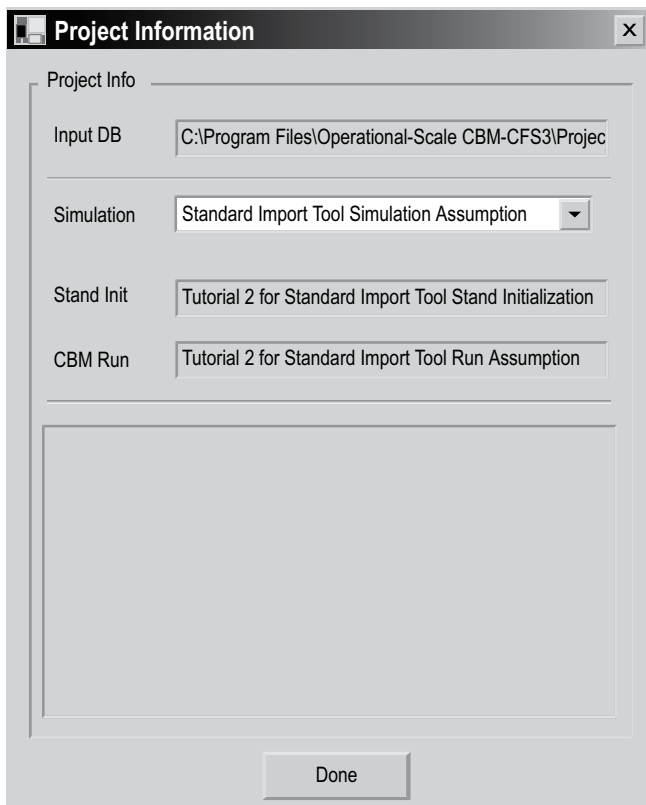 Project Information
Project Info
Input DB C:\Program Files\Operational-Scale CBM-CFS3\Projec
Simulation Standard Import Tool Simulation Assumption
Stand Init Tutorial 2 for Standard Import Tool Stand Initialization
CBM Run Tutorial 2 for Standard Import Tool Run Assumption
Done